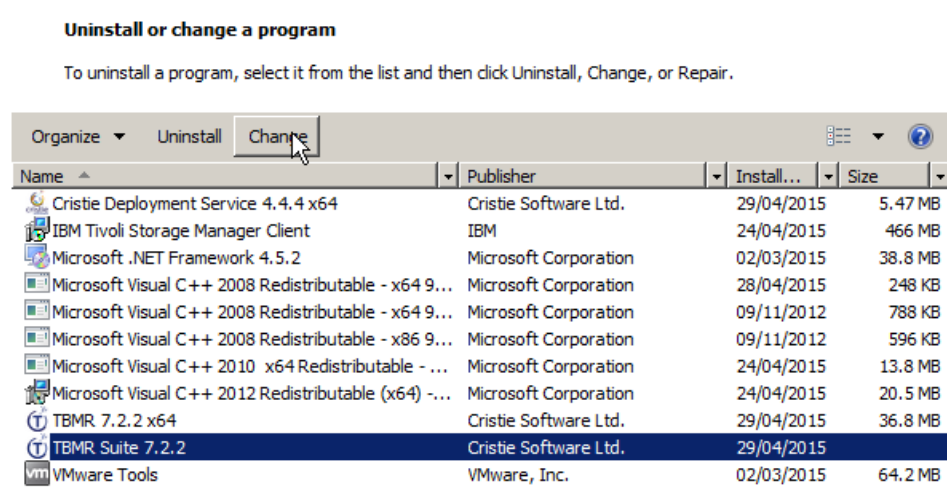 Uninstall or change a program
To uninstall a program, select it from the list and then click Uninstall, Change, or Repair.
Organize Uninstall Change
Name Publisher Install... Size
Cristie Deployment Service 4.4.4 x64 Cristie Software Ltd. 29/04/2015 5.47 MB
IBM Tivoli Storage Manager Client IBM 24/04/2015 466 MB
Microsoft .NET Framework 4.5.2 Microsoft Corporation 02/03/2015 38.8 MB
Microsoft Visual C++ 2008 Redistributable - x64 9... Microsoft Corporation 28/04/2015 248 KB
Microsoft Visual C++ 2008 Redistributable - x64 9... Microsoft Corporation 09/11/2012 788 KB
Microsoft Visual C++ 2008 Redistributable - x86 9... Microsoft Corporation 09/11/2012 596 KB
Microsoft Visual C++ 2010 x64 Redistributable - ... Microsoft Corporation 24/04/2015 13.8 MB
Microsoft Visual C++ 2012 Redistributable (x64) -... Microsoft Corporation 24/04/2015 20.5 MB
TBMR 7.2.2 x64 Cristie Software Ltd. 29/04/2015 36.8 MB
TBMR Suite 7.2.2 Cristie Software Ltd. 29/04/2015
vm VMware Tools VMware, Inc. 02/03/2015 64.2 MB